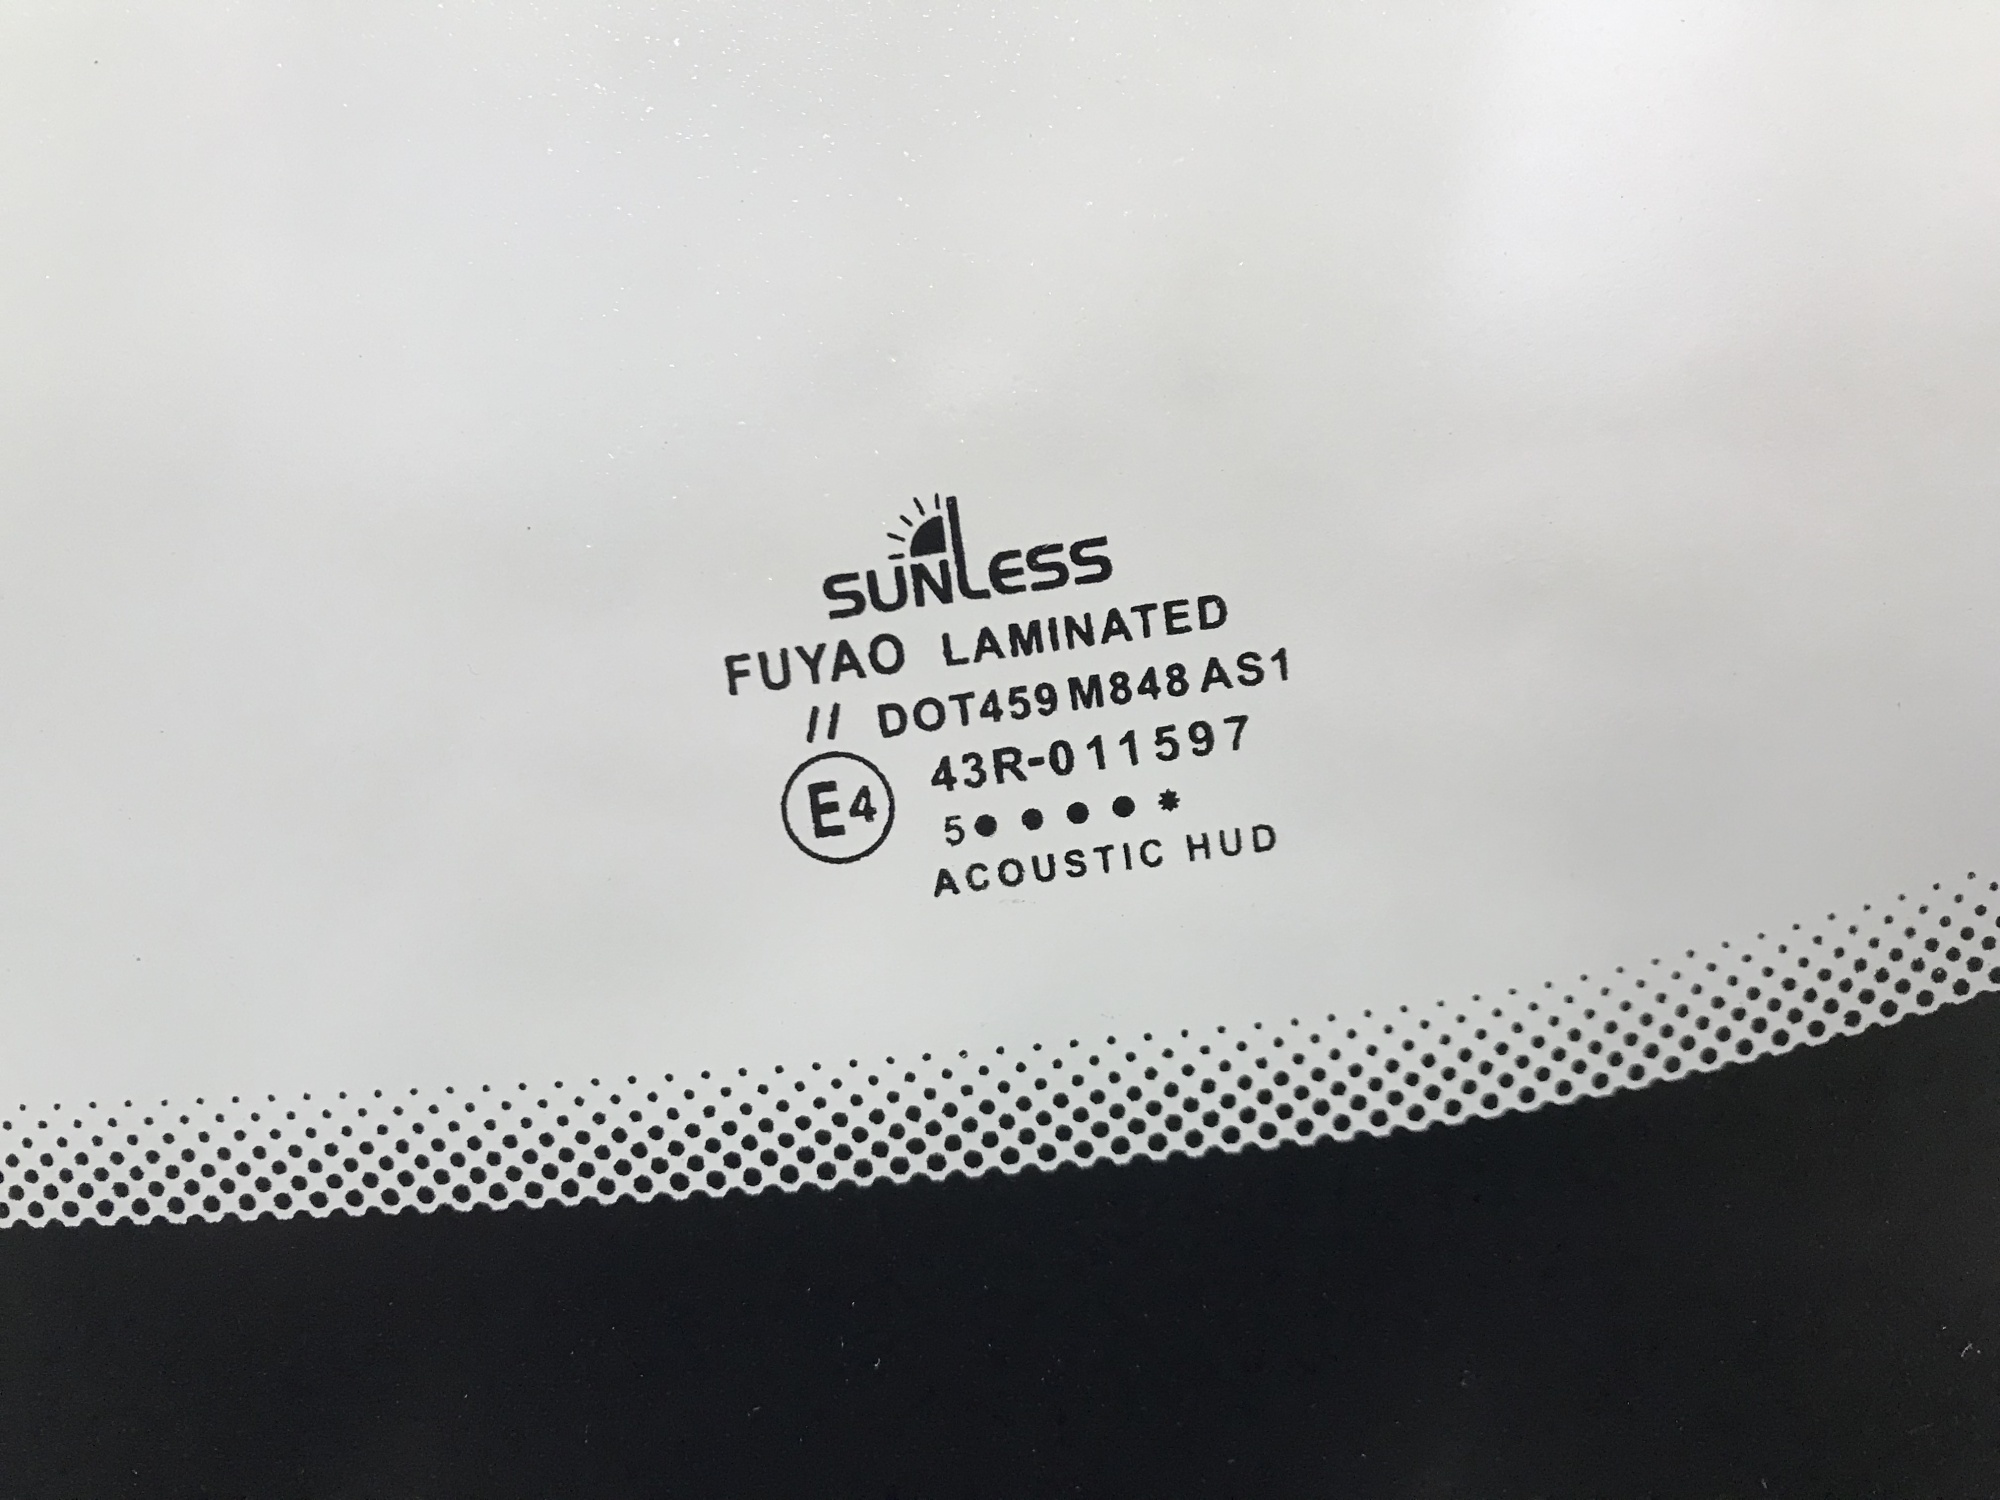 SUNLESS
FUYAO LAMINATED
// DOT459 M848 AS1
E4 43R-011597
5● ● ● ● *
ACOUSTIC HUD